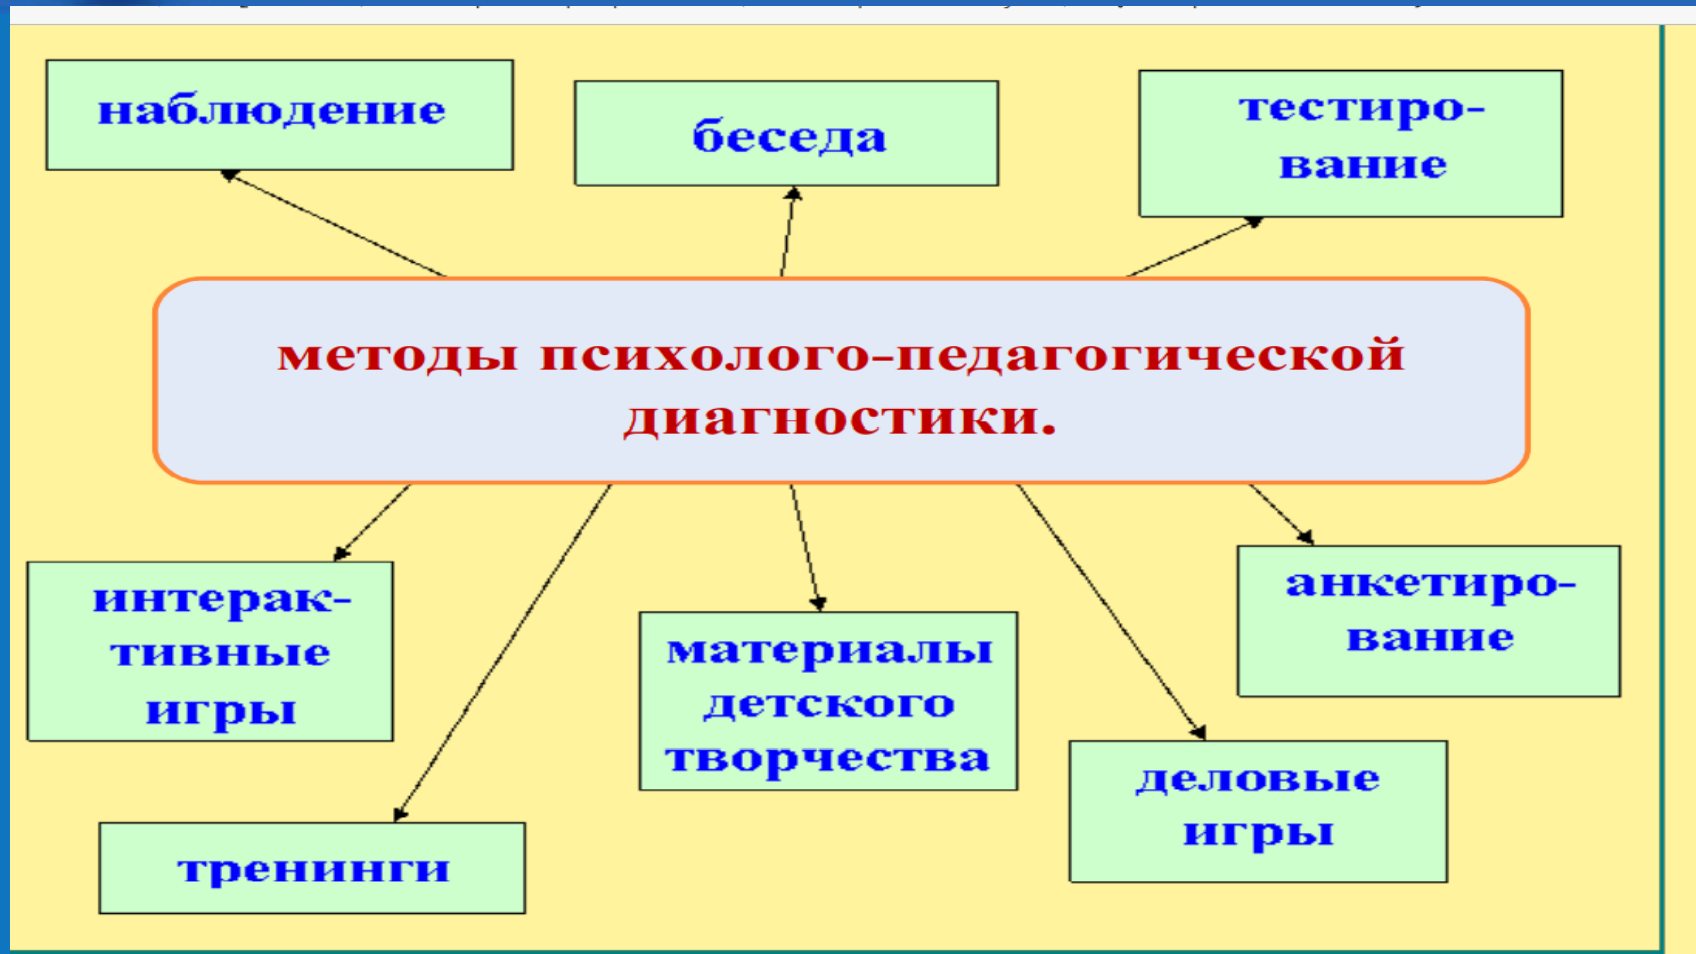 наблюдение
беседа
тестиро-
вание
методы психолого-педагогической
диагностики.
интерак-
тивные
игры
тренинги
материалы
детского
творчества
деловые
игры
анкетиро-
вание